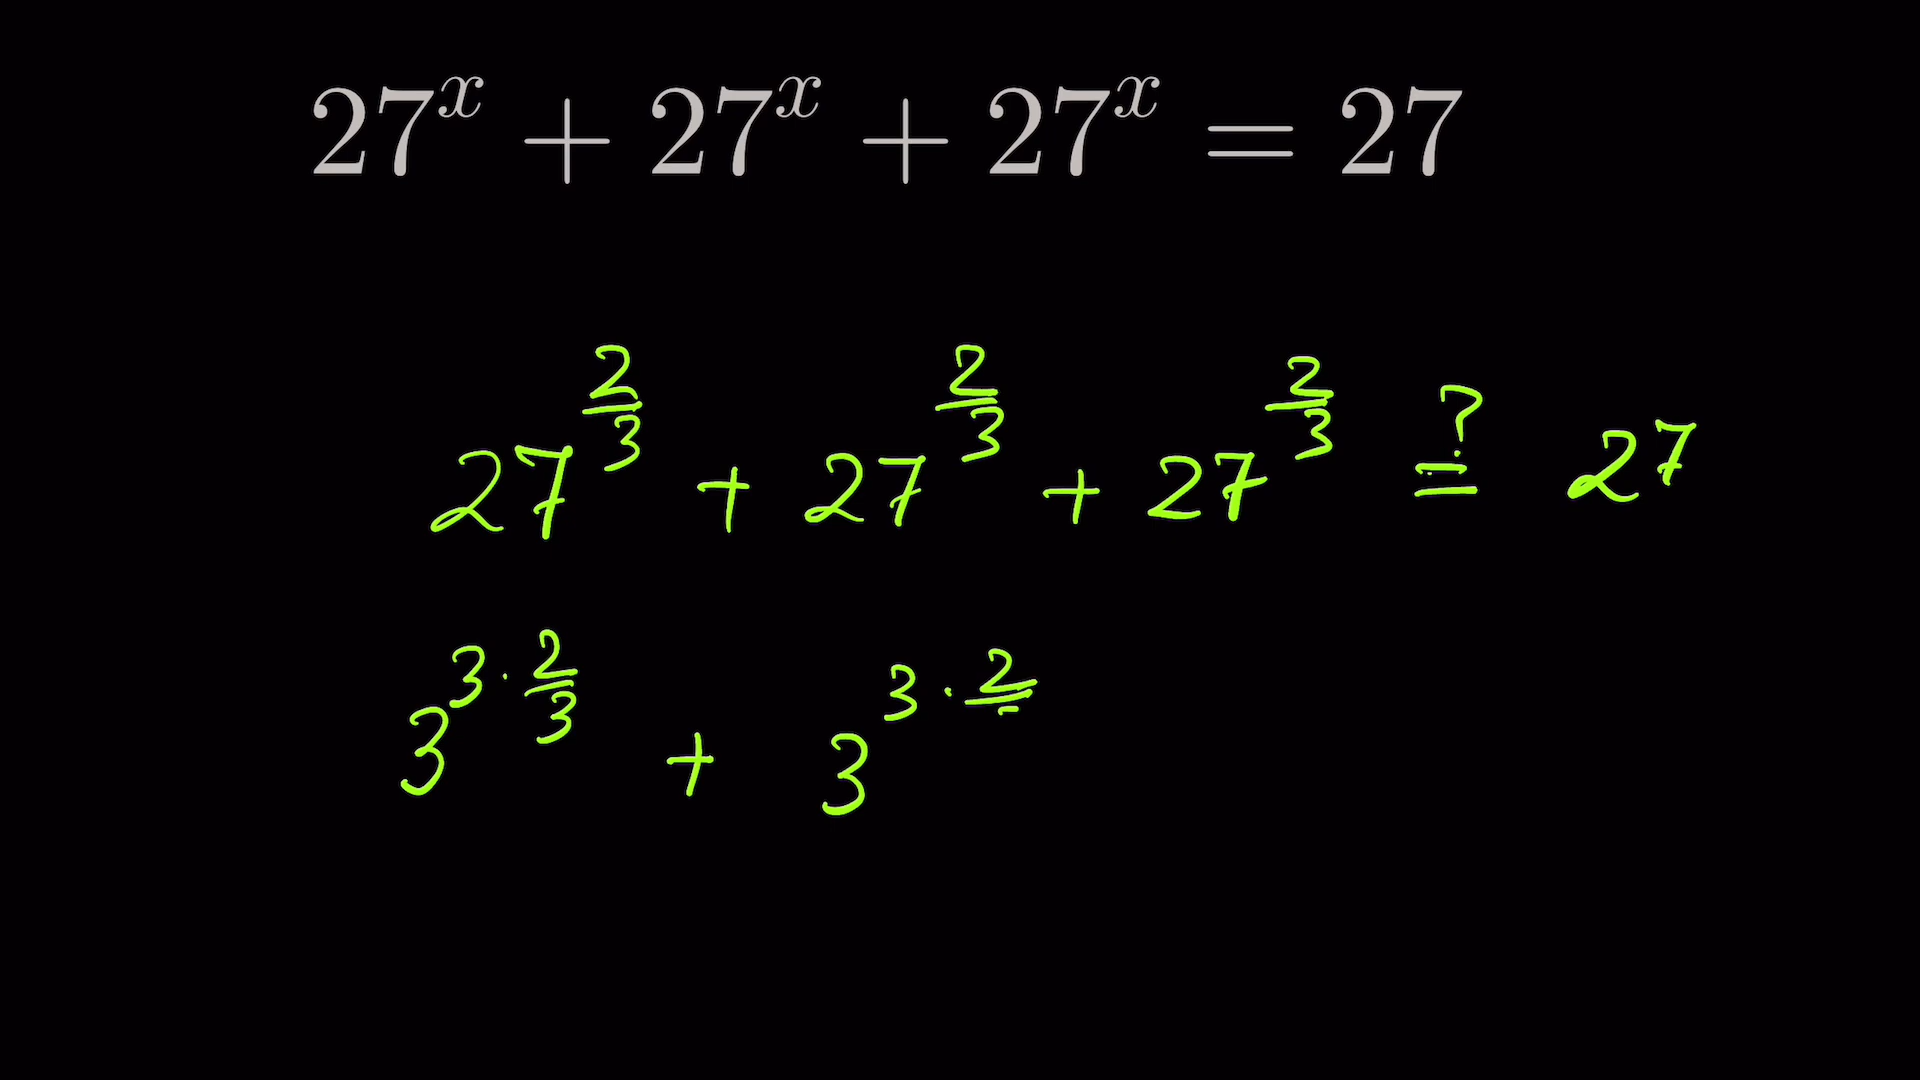 27^x + 27^x + 27^x = 27
27^(2/3) + 27^(2/3) + 27^(2/3) ?= 27
3^(3·2/3) + 3^(3·2/